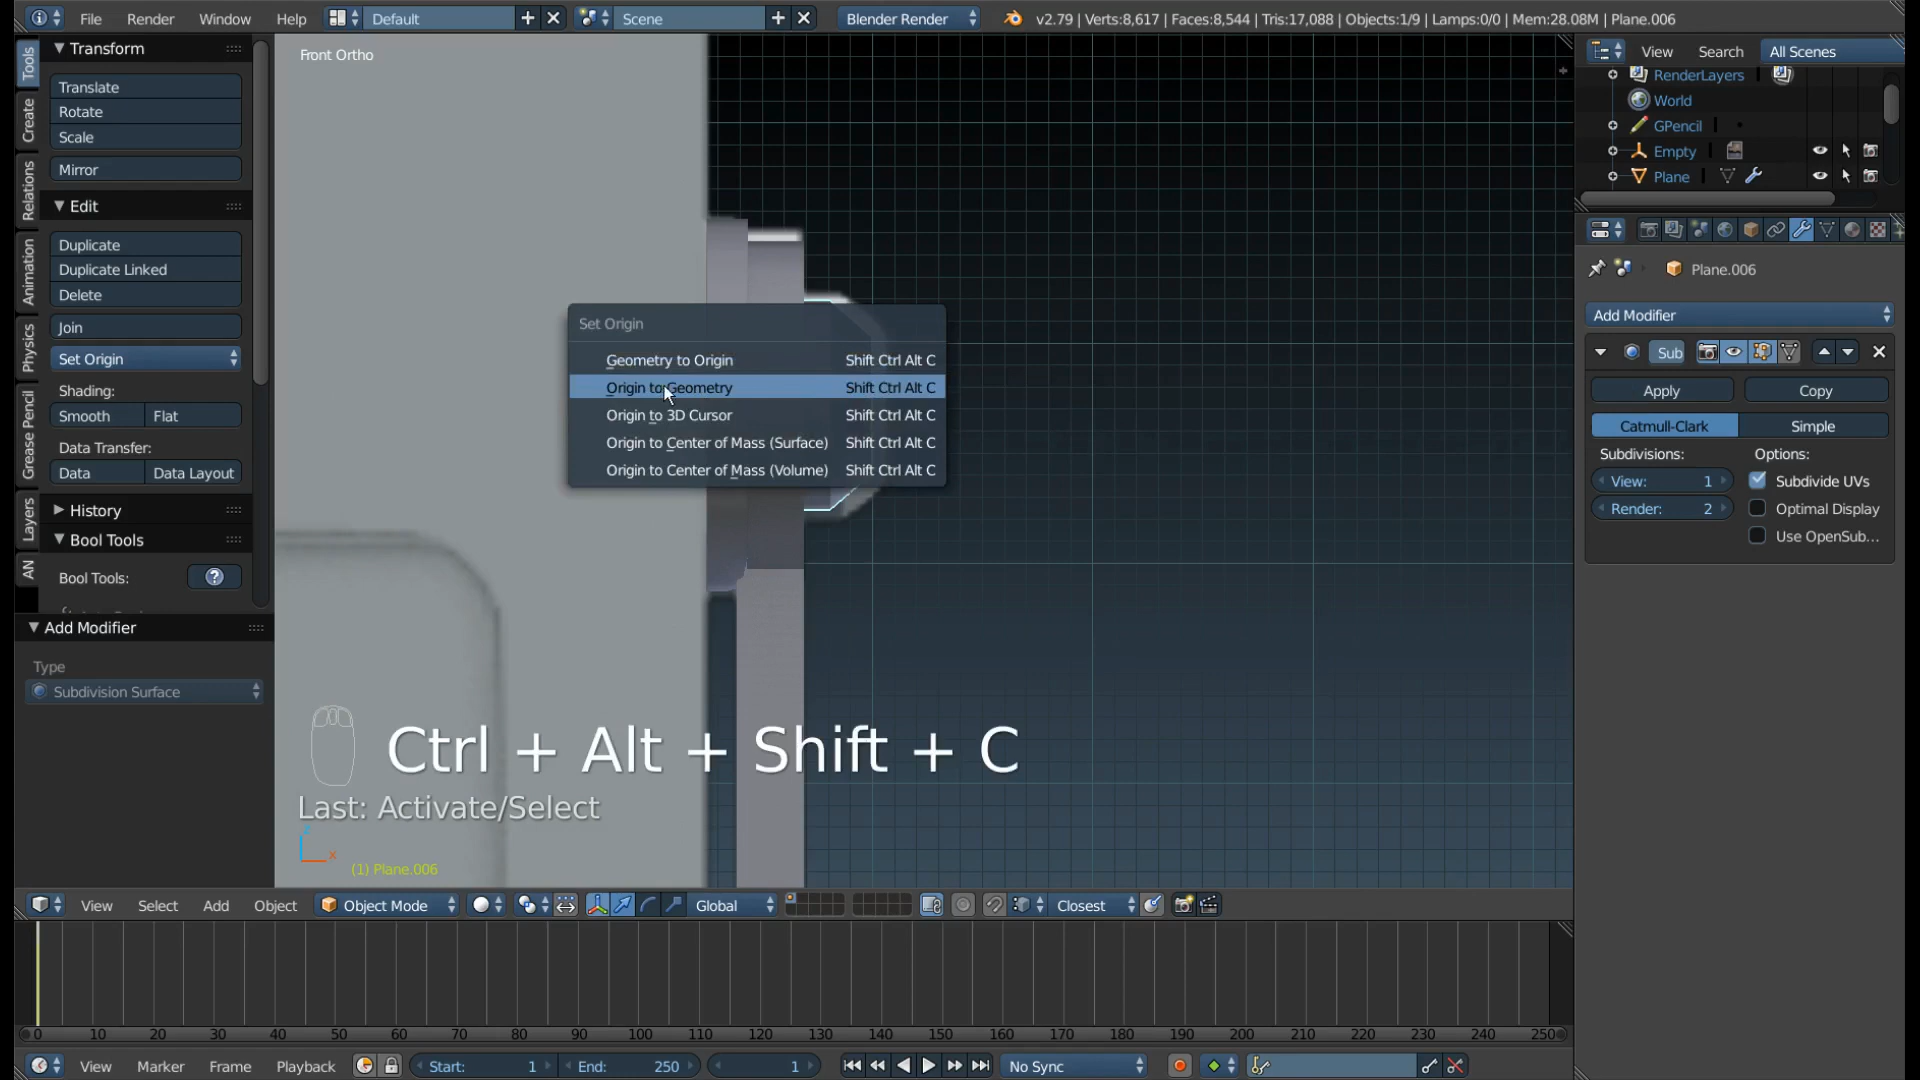 File Render Window Help Default Scene Blender Render v2.79 | Verts:8,617 | Faces:8,544 | Tris:17,088 | Objects:1/9 | Lamps:0/0 | Mem:28.08M | Plane.006
Tools
Create
Relations
Animation
Physics
Grease Pencil
Layers
AN
Transform
Translate
Rotate
Scale
Mirror
Edit
Duplicate
Duplicate Linked
Delete
Join
Set Origin
Shading:
Smooth Flat
Data Transfer:
Data Data Layout
History
Bool Tools
Bool Tools:
Add Modifier
Type
Subdivision Surface
Front Ortho
Set Origin
Geometry to Origin Shift Ctrl Alt C
Origin to Geometry Shift Ctrl Alt C
Origin to 3D Cursor Shift Ctrl Alt C
Origin to Center of Mass (Surface) Shift Ctrl Alt C
Origin to Center of Mass (Volume) Shift Ctrl Alt C
Ctrl + Alt + Shift + C
Last: Activate/Select
z
x
(1) Plane.006
View Select Add Object Object Mode Global Closest
0 10 20 30 40 50 60 70 80 90 100 110 120 130 140 150 160 170 180 190 200 210 220 230 240 250
View Marker Frame Playback Start: 1 End: 250 1 No Sync
View Search All Scenes
RenderLayers
World
GPencil
Empty
Plane
Plane.006
Add Modifier
Sub
Apply Copy
Catmull-Clark Simple
Subdivisions: Options:
View: 1 Subdivide UVs
Render: 2 Optimal Display
Use OpenSub...